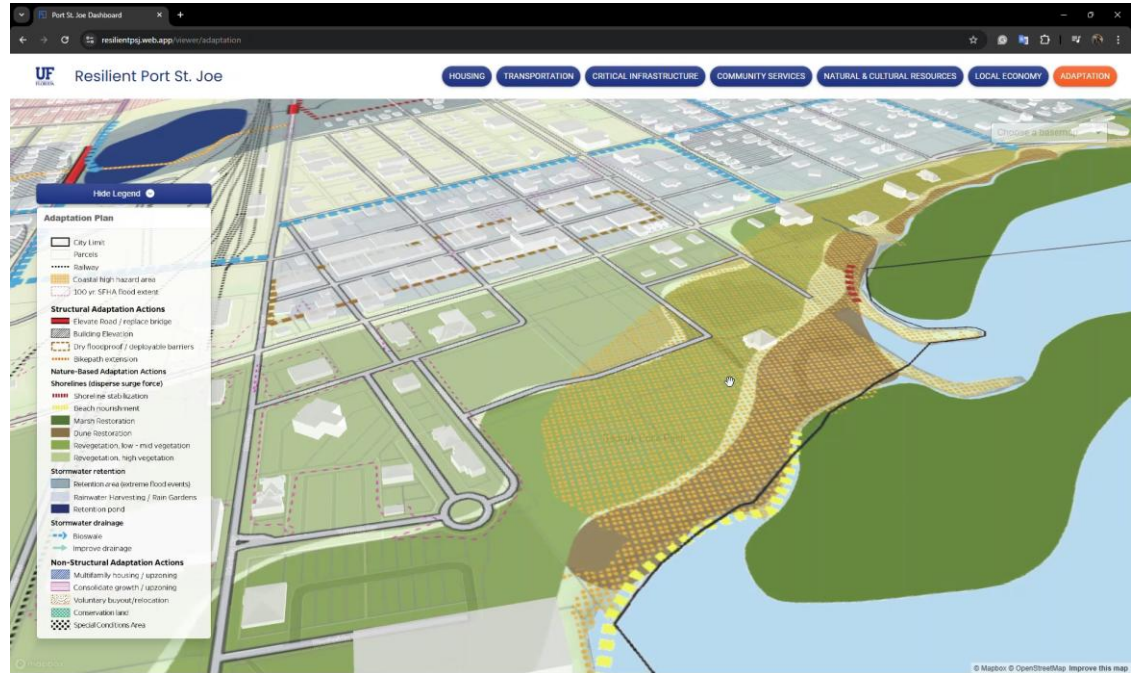 Port St. Joe Dashboard
resilientpsj.web.app/viewer/adaptation
UF
FLORIDA
Resilient Port St. Joe
HOUSING
TRANSPORTATION
CRITICAL INFRASTRUCTURE
COMMUNITY SERVICES
NATURAL & CULTURAL RESOURCES
LOCAL ECONOMY
ADAPTATION
Choose a basemap
Hide Legend
Adaptation Plan
City Limit
Parcels
Railway
Coastal high hazard area
100 yr. SFHA flood extent
Structural Adaptation Actions
Elevate Road / replace bridge
Building Elevation
Dry floodproof / deployable barriers
Bikepath extension
Nature-Based Adaptation Actions
Shorelines (disperse surge force)
Shoreline stabilization
Beach nourishment
Marsh Restoration
Dune Restoration
Revegetation, low - mid vegetation
Revegetation, high vegetation
Stormwater retention
Retention area (extreme flood events)
Rainwater Harvesting / Rain Gardens
Retention pond
Stormwater drainage
Bioswale
Improve drainage
Non-Structural Adaptation Actions
Multifamily housing / upzoning
Consolidate growth / upzoning
Voluntary buyout/relocation
Conservation land
Special Conditions Area
mapbox
© Mapbox © OpenStreetMap Improve this map